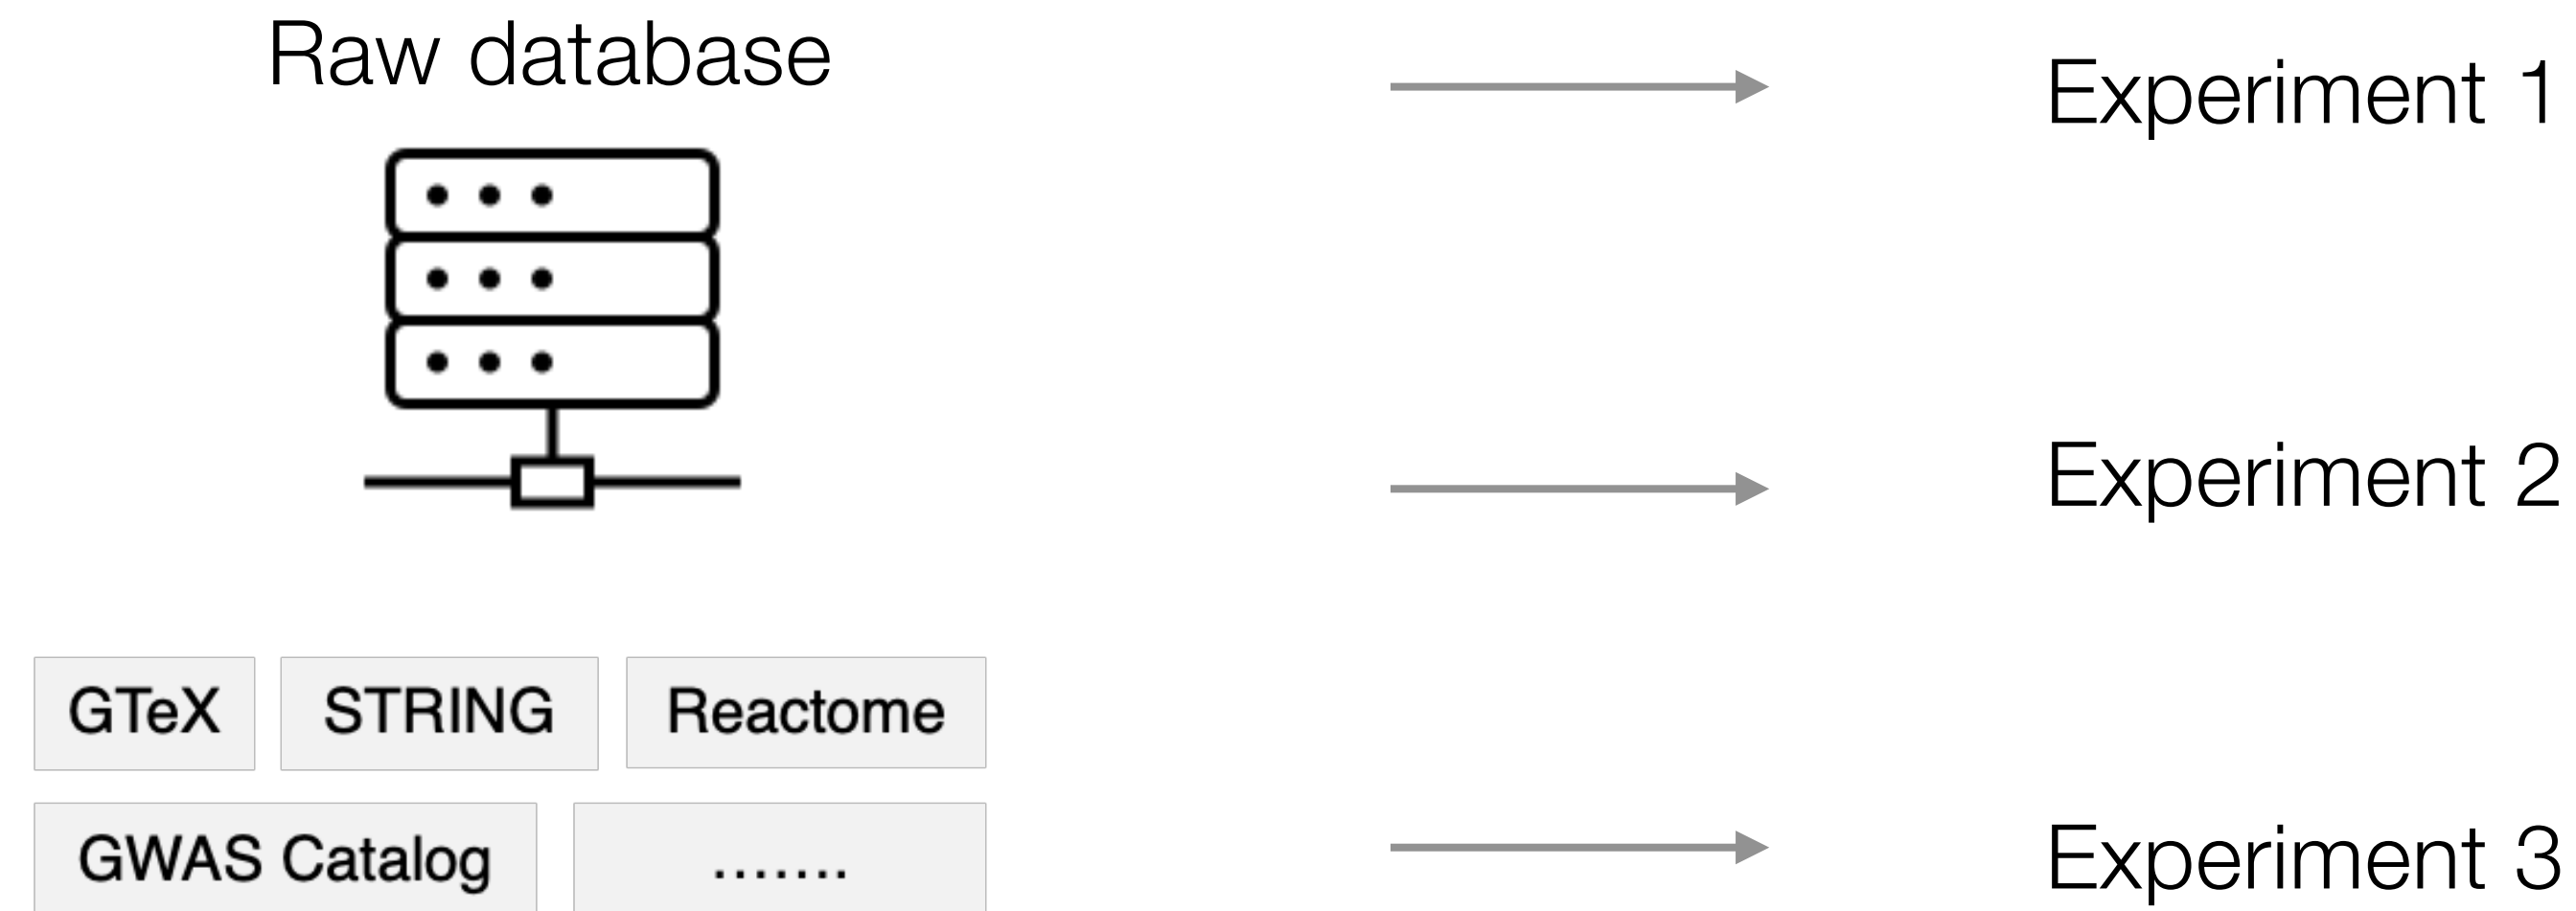 Raw database
Experiment 1
Experiment 2
GTeX
STRING
Reactome
GWAS Catalog
.......
Experiment 3